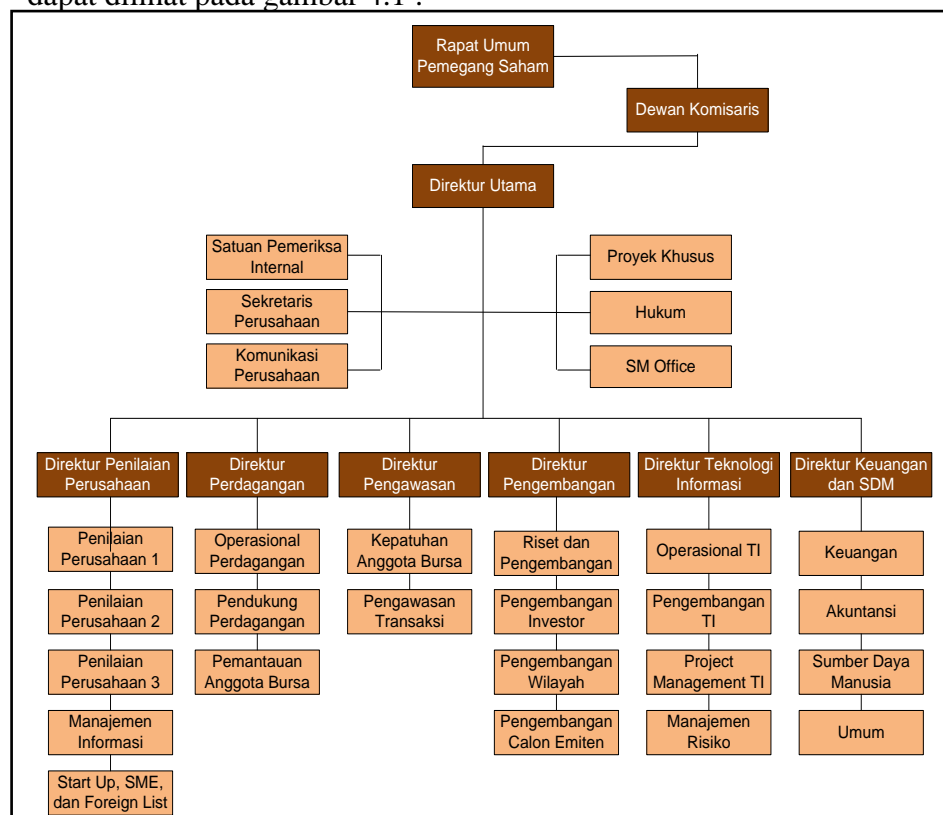 dapat dilihat pada gambar 4.1 :
Rapat Umum
Pemegang Saham
Dewan Komisaris
Direktur Utama
Satuan Pemeriksa
Internal
Proyek Khusus
Sekretaris
Perusahaan
Hukum
Komunikasi
Perusahaan
SM Office
Direktur Penilaian
Perusahaan
Direktur
Perdagangan
Direktur
Pengawasan
Direktur
Pengembangan
Direktur Teknologi
Informasi
Direktur Keuangan
dan SDM
Penilaian
Perusahaan 1
Operasional
Perdagangan
Kepatuhan
Anggota Bursa
Riset dan
Pengembangan
Operasional TI
Keuangan
Penilaian
Perusahaan 2
Pendukung
Perdagangan
Pengawasan
Transaksi
Pengembangan
Investor
Pengembangan
TI
Akuntansi
Penilaian
Perusahaan 3
Pemantauan
Anggota Bursa
Pengembangan
Wilayah
Project
Management TI
Sumber Daya
Manusia
Manajemen
Informasi
Pengembangan
Calon Emiten
Manajemen
Risiko
Umum
Start Up, SME,
dan Foreign List